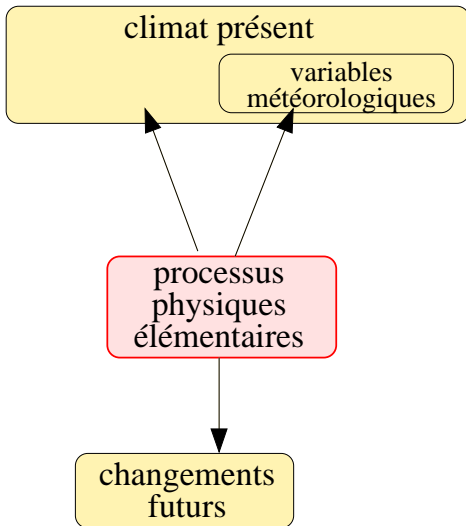 climat présent
variables
météorologiques
processus
physiques
élémentaires
changements
futurs